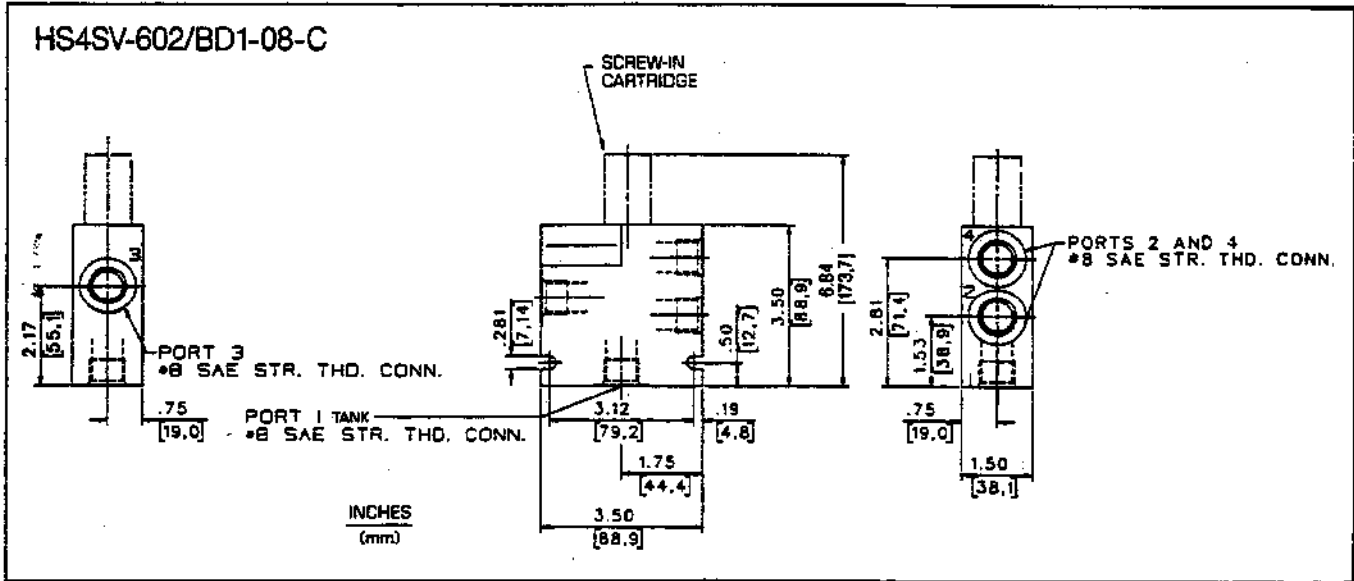 HS4SV-602/BD1-08-C
SCREW-IN
CARTRIDGE
3
2.17
[55,1]
PORT 3
#8 SAE STR. THD. CONN.
.75
[19,0]
PORT 1 TANK
#8 SAE STR. THD. CONN.
.281
[7,14]
3.12
[79,2]
.19
[4,8]
1.75
[44,4]
3.50
[88,9]
.50
[12,7]
3.50
[88,9]
6.84
[173,7]
4
2
PORTS 2 AND 4
#8 SAE STR. THD. CONN.
2.81
[71,4]
1.53
[38,9]
.75
[19,0]
1.50
[38,1]
INCHES
(mm)